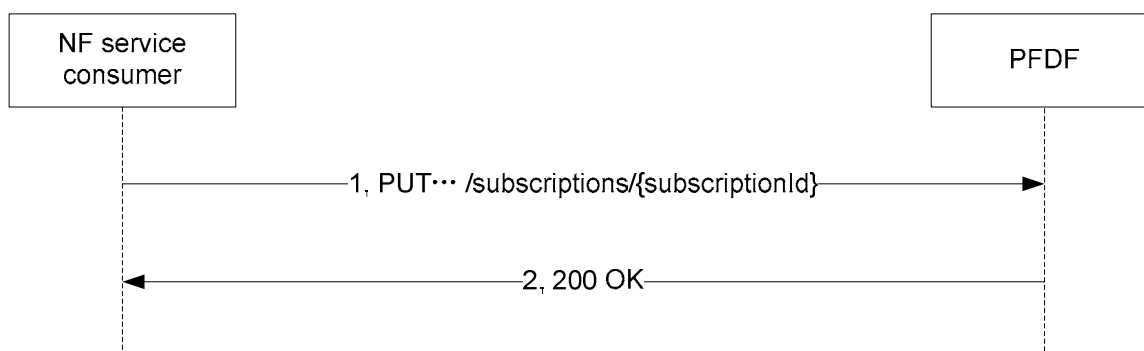 NF service
consumer
PFDF
1, PUT··· /subscriptions/{subscriptionId}
2, 200 OK